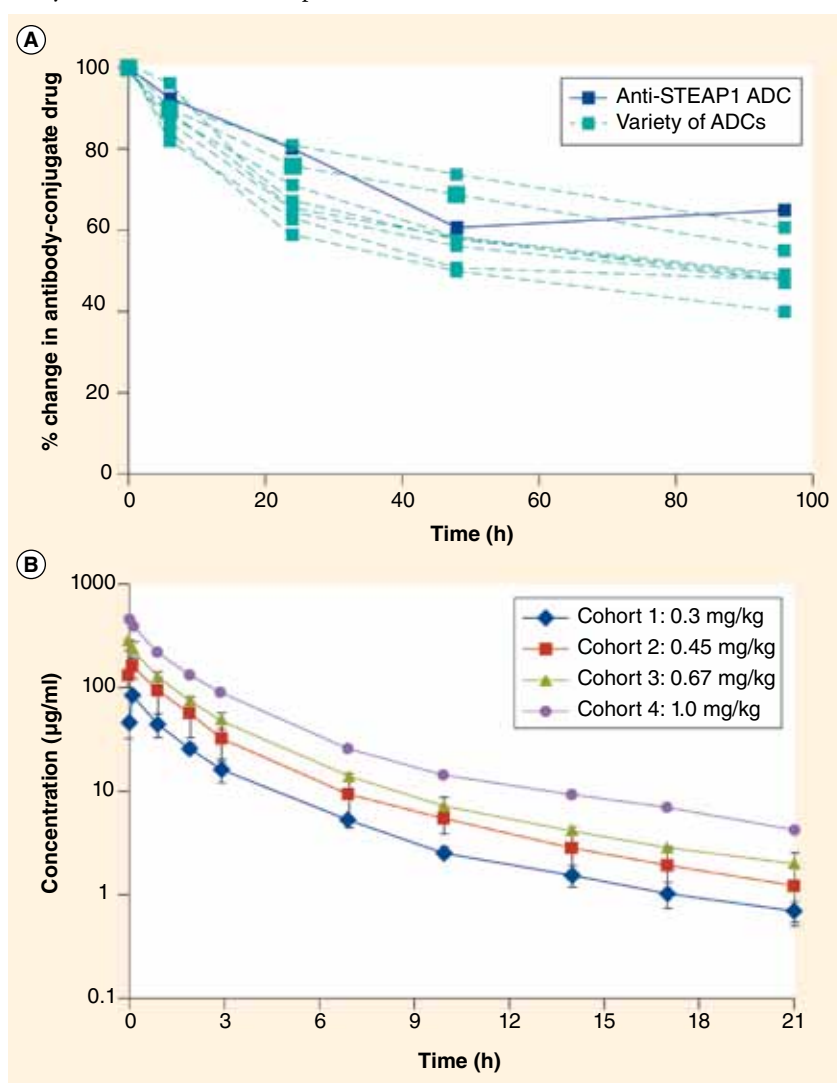 A
% change in antibody-conjugate drug
100
80
60
40
20
0
0 20 40 60 80 100
Time (h)
Anti-STEAP1 ADC
Variety of ADCs
B
Concentration (µg/ml)
1000
100
10
1
0.1
0 3 6 9 12 15 18 21
Time (h)
Cohort 1: 0.3 mg/kg
Cohort 2: 0.45 mg/kg
Cohort 3: 0.67 mg/kg
Cohort 4: 1.0 mg/kg